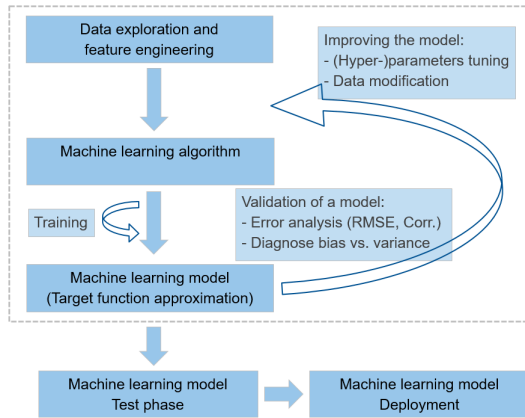 Data exploration and
feature engineering
Improving the model:
- (Hyper-)parameters tuning
- Data modification
Machine learning algorithm
Training
Validation of a model:
- Error analysis (RMSE, Corr.)
- Diagnose bias vs. variance
Machine learning model
(Target function approximation)
Machine learning model
Test phase
Machine learning model
Deployment